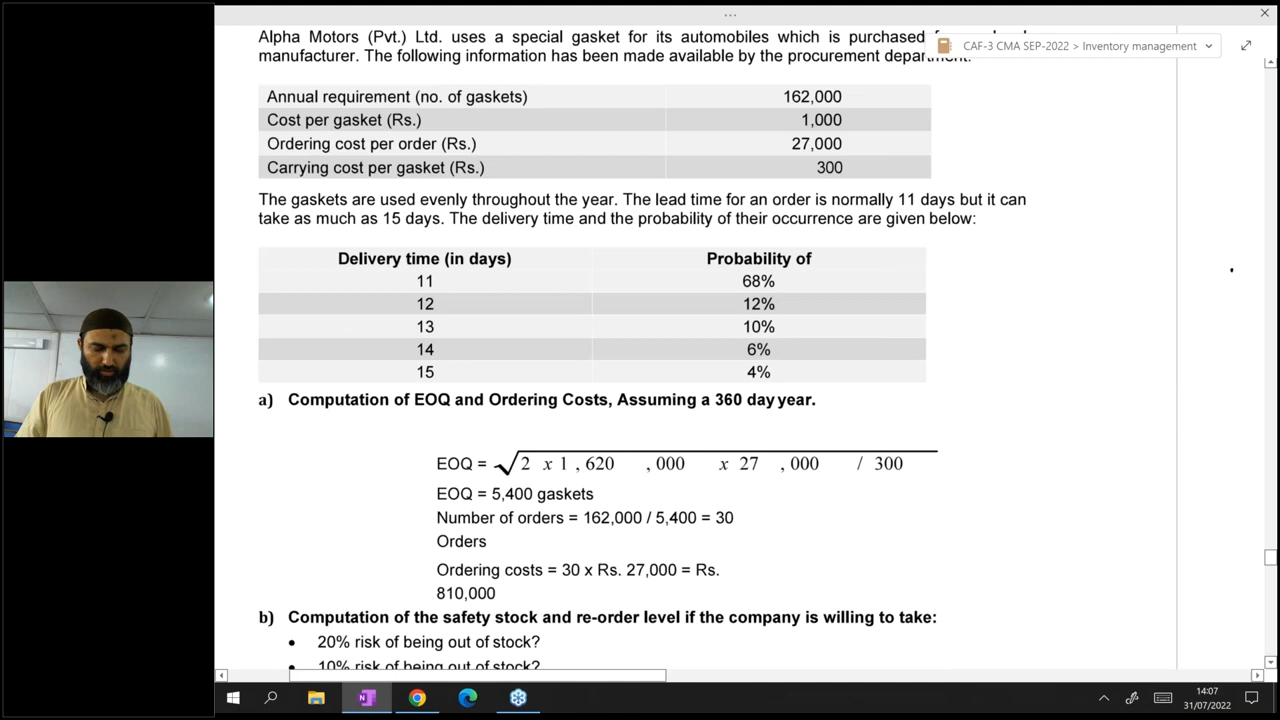 CAF-3 CMA SEP-2022 > Inventory management
Alpha Motors (Pvt.) Ltd. uses a special gasket for its automobiles which is purchased
manufacturer. The following information has been made available by the procurement department.
Annual requirement (no. of gaskets) 162,000
Cost per gasket (Rs.) 1,000
Ordering cost per order (Rs.) 27,000
Carrying cost per gasket (Rs.) 300
The gaskets are used evenly throughout the year. The lead time for an order is normally 11 days but it can
take as much as 15 days. The delivery time and the probability of their occurrence are given below:
Delivery time (in days) Probability of
11 68%
12 12%
13 10%
14 6%
15 4%
a) Computation of EOQ and Ordering Costs, Assuming a 360 day year.
EOQ = √2 x 1 , 620 , 000 x 27 , 000 / 300
EOQ = 5,400 gaskets
Number of orders = 162,000 / 5,400 = 30
Orders
Ordering costs = 30 x Rs. 27,000 = Rs.
810,000
b) Computation of the safety stock and re-order level if the company is willing to take:
• 20% risk of being out of stock?
• 10% risk of being out of stock?
14:07
31/07/2022